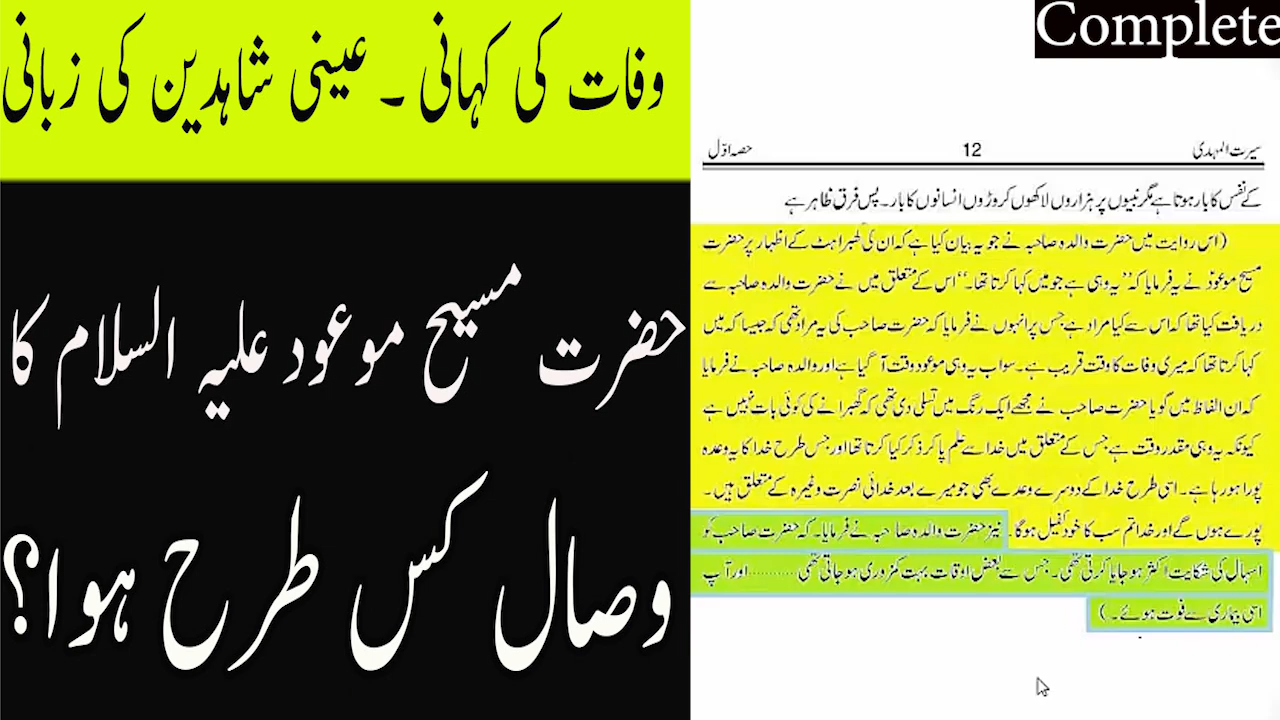 وفات کی کہانی ۔ عینی شاہدین کی زبانی
حضرت مسیح موعود علیہ السلام کا
وصال کس طرح ہوا؟
Complete
سیرت المہدی 12 حصہ اوّل
کے نفس کا بار ہوتا ہے مگر نبیوں پر ہزاروں لاکھوں کروڑوں انسانوں کا بار۔ پس فرق ظاہر ہے
(اس روایت میں حضرت والدہ صاحبہ نے جو یہ بیان کیا ہے کہ ان کی گھبراہٹ کے اظہار پر حضرت
مسیح موعودؑ نے یہ فرمایا کہ ”یہ وہی ہے جو میں کہا کرتا تھا۔“ اس کے متعلق میں نے حضرت والدہ صاحبہ سے
دریافت کیا تھا کہ اس سے کیا مراد ہے جس پر انہوں نے فرمایا کہ حضرت صاحب کی یہ مراد تھی کہ جیسا کہ میں
کہا کرتا تھا کہ میری وفات کا وقت قریب ہے۔ سو اب یہ وہی موعود وقت آ گیا ہے اور والدہ صاحبہ نے فرمایا
کہ ان الفاظ میں گویا حضرت صاحب نے مجھے ایک رنگ میں تسلی دی تھی کہ گھبرانے کی کوئی بات نہیں ہے
کیونکہ یہ وہی مقدر وقت ہے جس کے متعلق میں خدا سے علم پا کر ذکر کیا کرتا تھا اور جس طرح خدا کا یہ وعدہ
پورا ہو رہا ہے۔ اسی طرح خدا کے دوسرے وعدے بھی جو میرے بعد خدائی نصرت وغیرہ کے متعلق ہیں۔
پورے ہوں گے اور خدا تم سب کا خود کفیل ہوگا۔ نیز حضرت والدہ صاحبہ نے فرمایا۔ کہ حضرت صاحب کو
اسہال کی شکایت اکثر ہو جایا کرتی تھی۔ جس سے بعض اوقات بہت کمزوری ہو جاتی تھی ........... اور آپ
اسی بیماری سے فوت ہوئے۔)